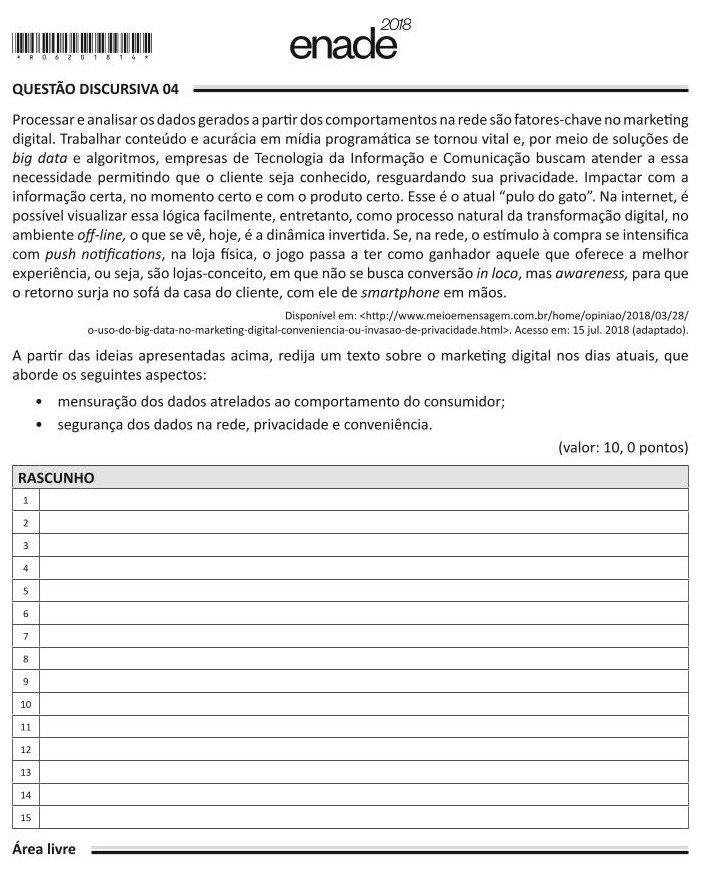 enade 2018
* R 0 6 2 0 1 8 1 4 *
QUESTÃO DISCURSIVA 04
Processar e analisar os dados gerados a partir dos comportamentos na rede são fatores-chave no marketing
digital. Trabalhar conteúdo e acurácia em mídia programática se tornou vital e, por meio de soluções de
big data e algoritmos, empresas de Tecnologia da Informação e Comunicação buscam atender a essa
necessidade permitindo que o cliente seja conhecido, resguardando sua privacidade. Impactar com a
informação certa, no momento certo e com o produto certo. Esse é o atual “pulo do gato”. Na internet, é
possível visualizar essa lógica facilmente, entretanto, como processo natural da transformação digital, no
ambiente off-line, o que se vê, hoje, é a dinâmica invertida. Se, na rede, o estímulo à compra se intensifica
com push notifications, na loja física, o jogo passa a ter como ganhador aquele que oferece a melhor
experiência, ou seja, são lojas-conceito, em que não se busca conversão in loco, mas awareness, para que
o retorno surja no sofá da casa do cliente, com ele de smartphone em mãos.
Disponível em: <http://www.meioemensagem.com.br/home/opiniao/2018/03/28/
o-uso-do-big-data-no-marketing-digital-conveniencia-ou-invasao-de-privacidade.html>. Acesso em: 15 jul. 2018 (adaptado).
A partir das ideias apresentadas acima, redija um texto sobre o marketing digital nos dias atuais, que
aborde os seguintes aspectos:
• mensuração dos dados atrelados ao comportamento do consumidor;
• segurança dos dados na rede, privacidade e conveniência.
(valor: 10, 0 pontos)
RASCUNHO
1
2
3
4
5
6
7
8
9
10
11
12
13
14
15
Área livre